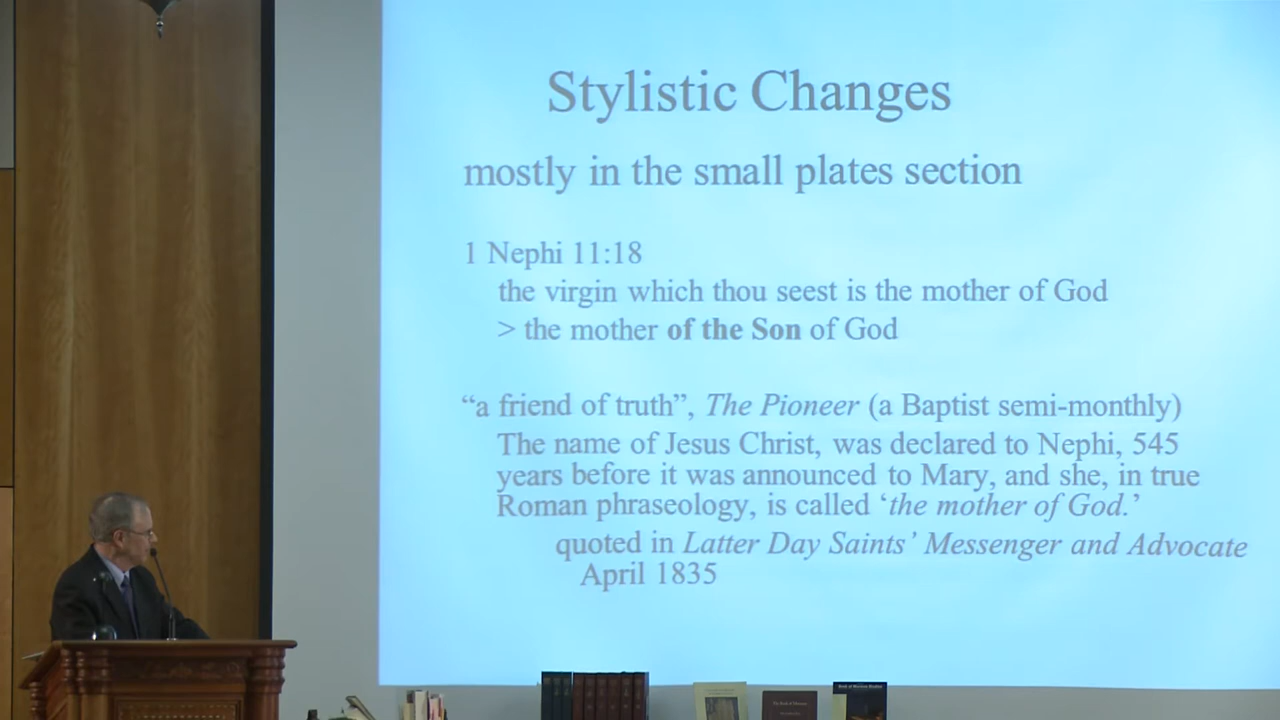 Stylistic Changes
mostly in the small plates section
1 Nephi 11:18
the virgin which thou seest is the mother of God
> the mother of the Son of God
“a friend of truth”, The Pioneer (a Baptist semi-monthly)
The name of Jesus Christ, was declared to Nephi, 545
years before it was announced to Mary, and she, in true
Roman phraseology, is called ‘the mother of God.’
quoted in Latter Day Saints’ Messenger and Advocate
April 1835